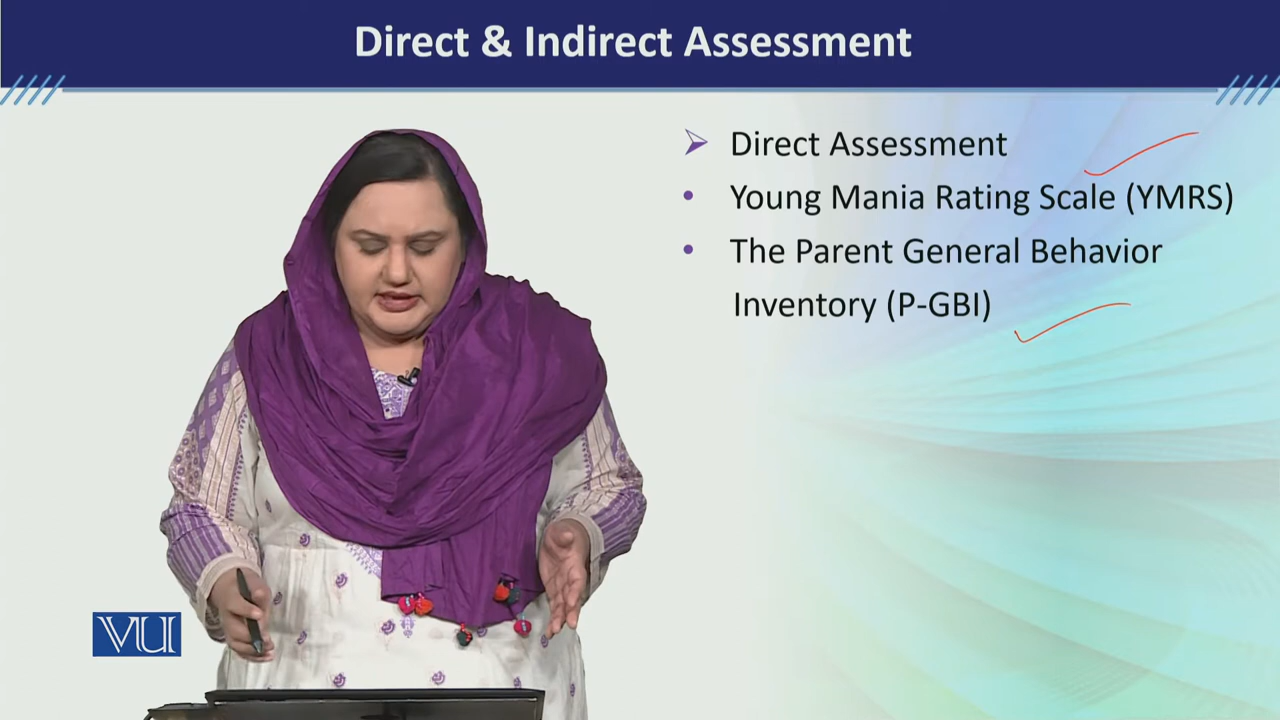 Direct & Indirect Assessment
Direct Assessment
Young Mania Rating Scale (YMRS)
The Parent General Behavior
Inventory (P-GBI)
VU